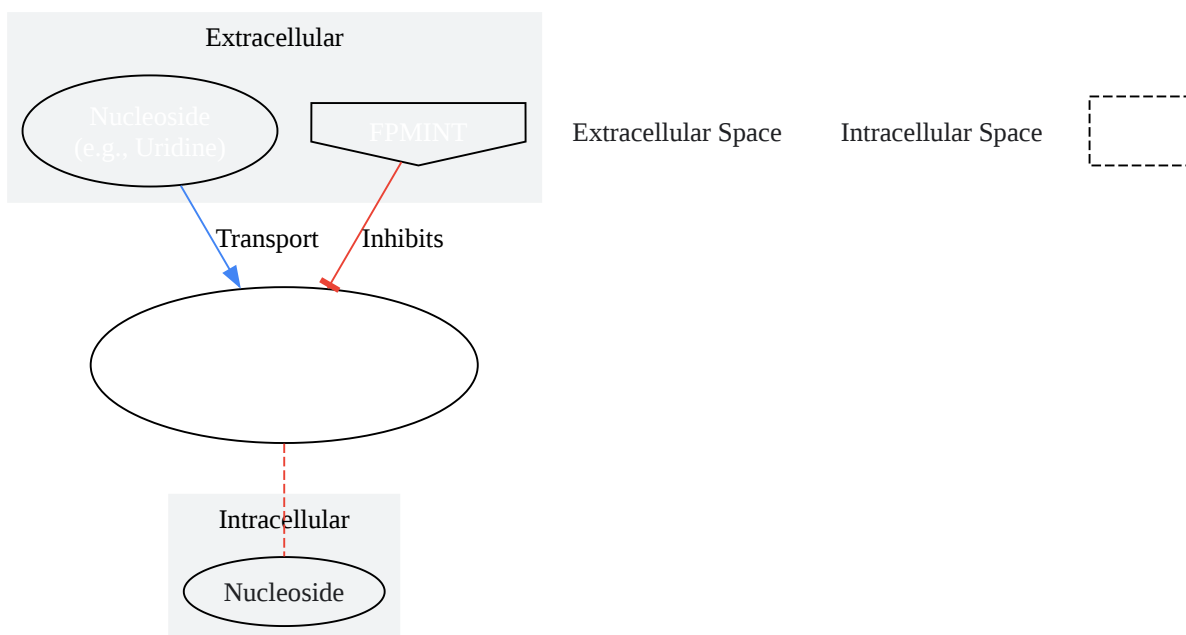 Extracellular
Nucleoside
(e.g., Uridine)
FPMINT
Extracellular Space
Intracellular Space
Transport
Inhibits
Intracellular
Nucleoside